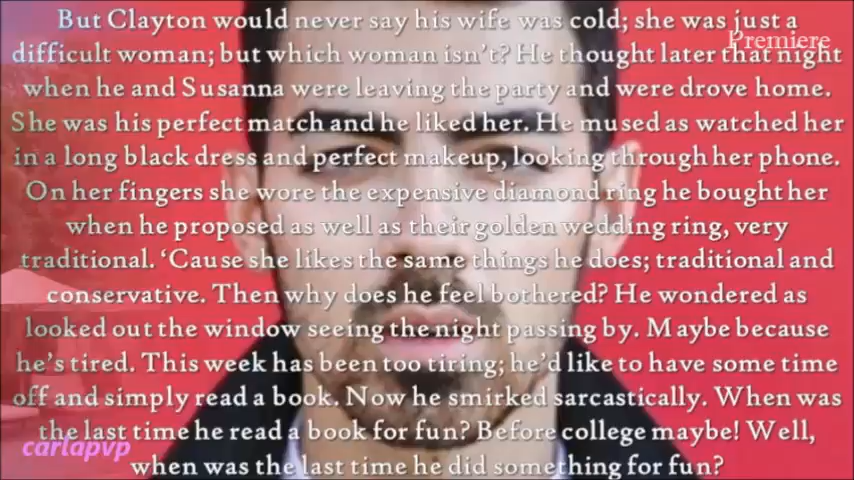 But Clayton would never say his wife was cold; she was just a
difficult woman; but which woman isn't? He thought later that night
Premiere
when he and Susanna were leaving the party and were drove home.
She was his perfect match and he liked her. He mused as watched her
in a long black dress and perfect makeup, looking through her phone.
On her fingers she wore the expensive diamond ring he bought her
when he proposed as well as their golden wedding ring, very
traditional. ‘Cause she likes the same things he does; traditional and
conservative. Then why does he feel bothered? He wondered as
looked out the window seeing the night passing by. Maybe because
he's tired. This week has been too tiring; he'd like to have some time
off and simply read a book. Now he smirked sarcastically. When was
the last time he read a book for fun? Before college maybe! Well,
carlapvp
when was the last time he did something for fun?